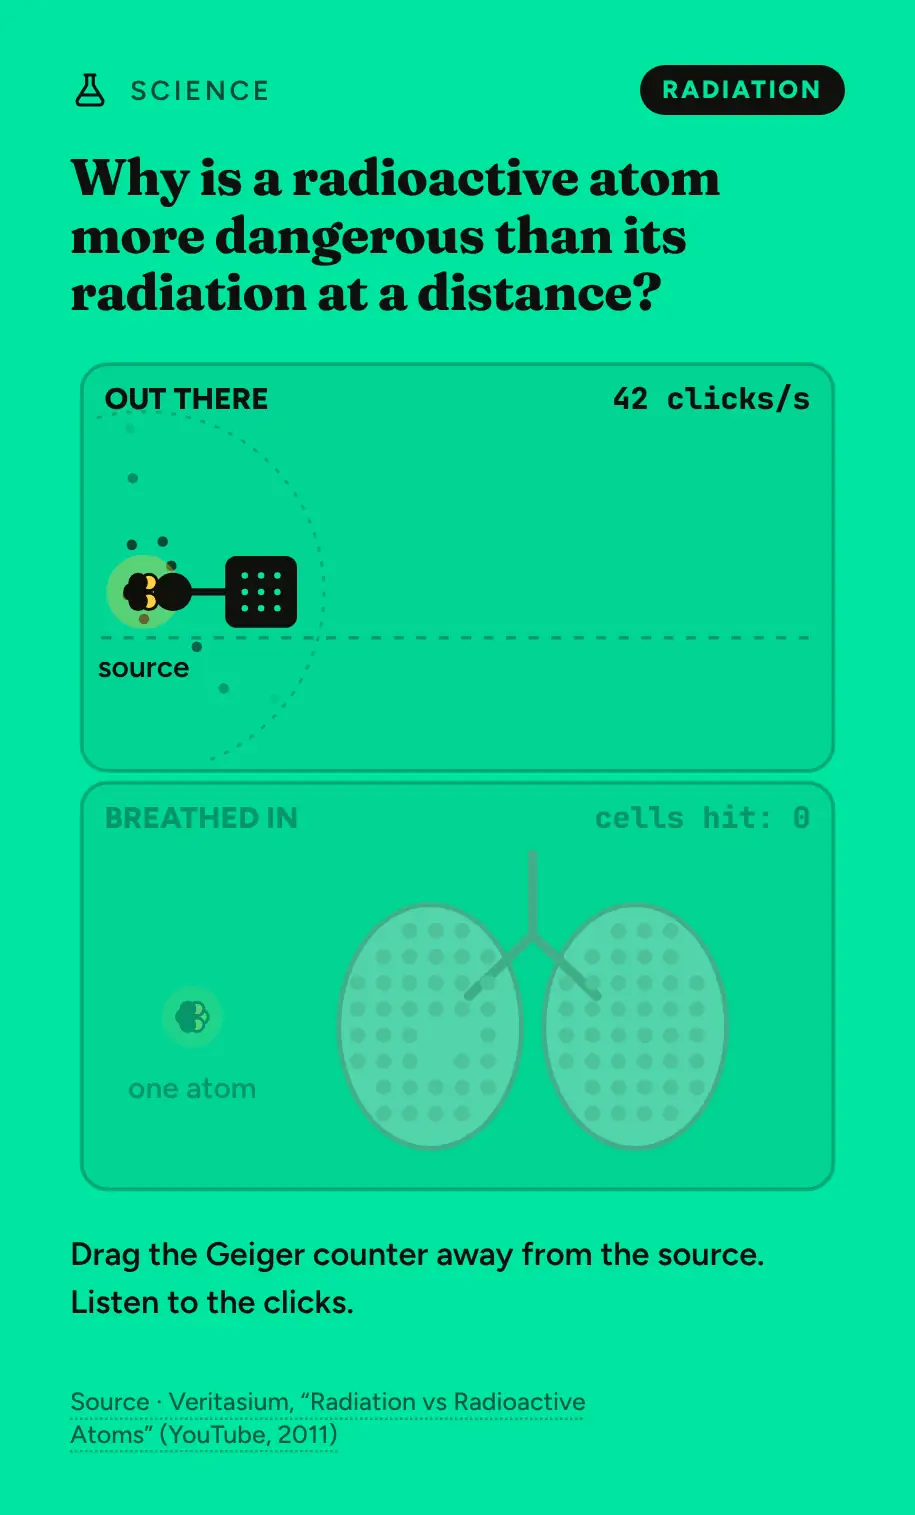 SCIENCE
RADIATION
Why is a radioactive atom
more dangerous than its
radiation at a distance?
OUT THERE
42 clicks/s
source
BREATHED IN
cells hit: 0
one atom
Drag the Geiger counter away from the source.
Listen to the clicks.
Source · Veritasium, “Radiation vs Radioactive
Atoms” (YouTube, 2011)